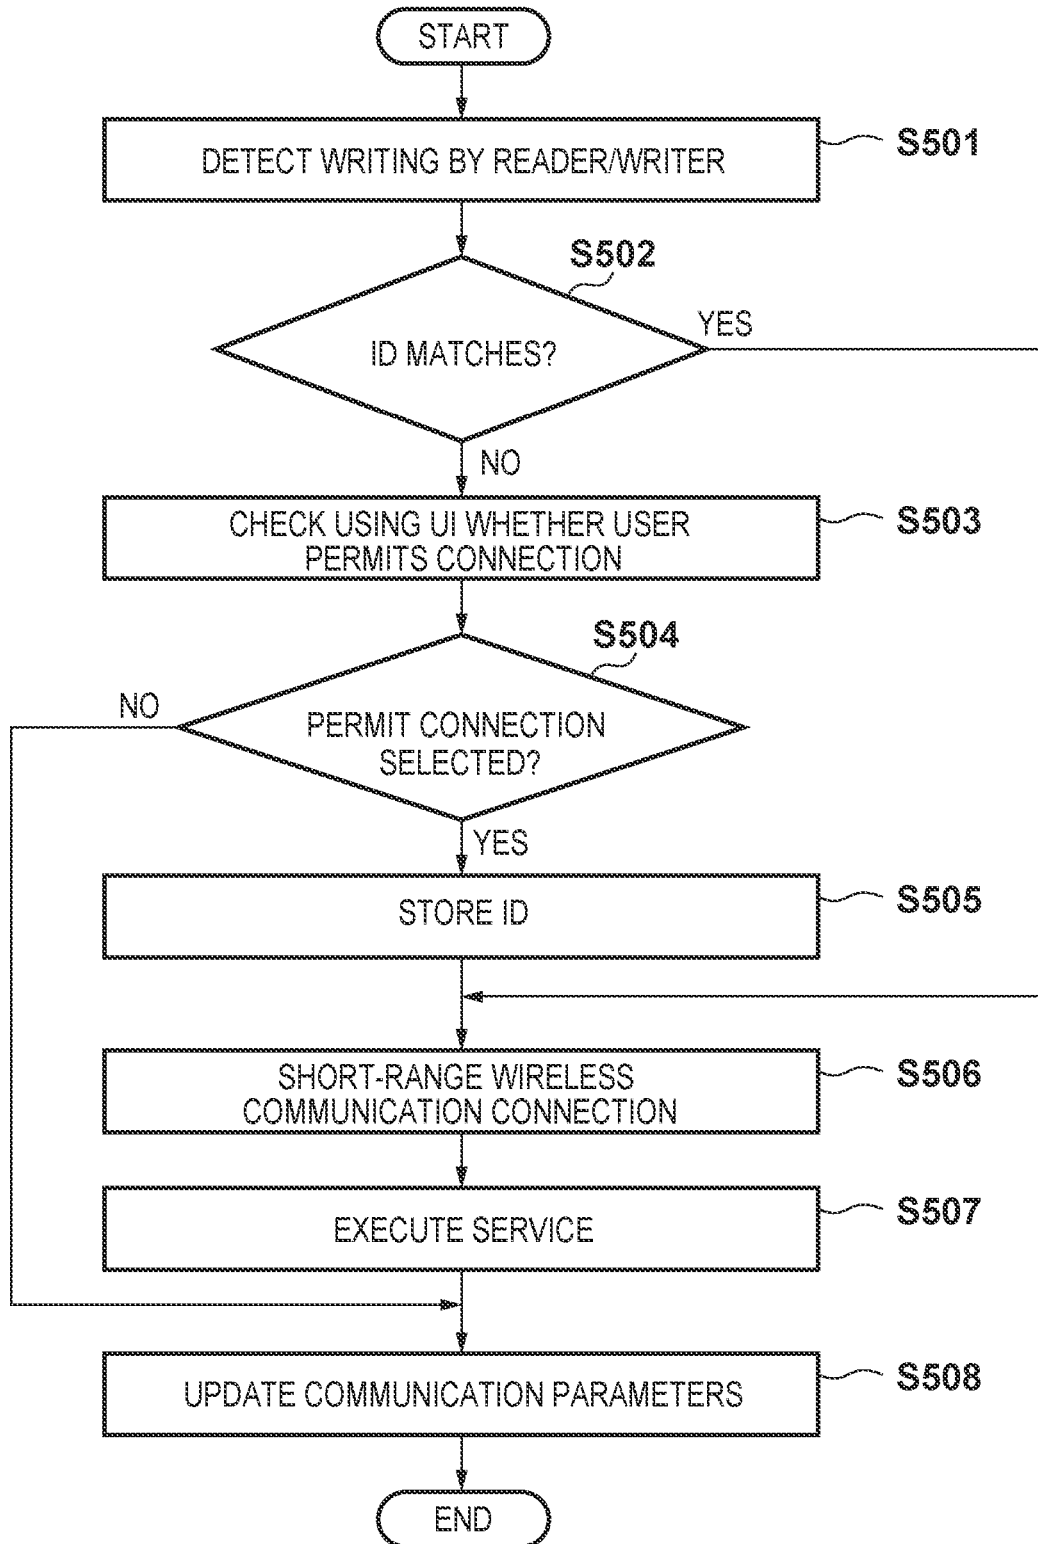 START
DETECT WRITING BY READER/WRITER
S501
S502
ID MATCHES?
YES
NO
CHECK USING UI WHETHER USER
PERMITS CONNECTION
S503
S504
NO
PERMIT CONNECTION
SELECTED?
YES
STORE ID
S505
SHORT-RANGE WIRELESS
COMMUNICATION CONNECTION
S506
EXECUTE SERVICE
S507
UPDATE COMMUNICATION PARAMETERS
S508
END